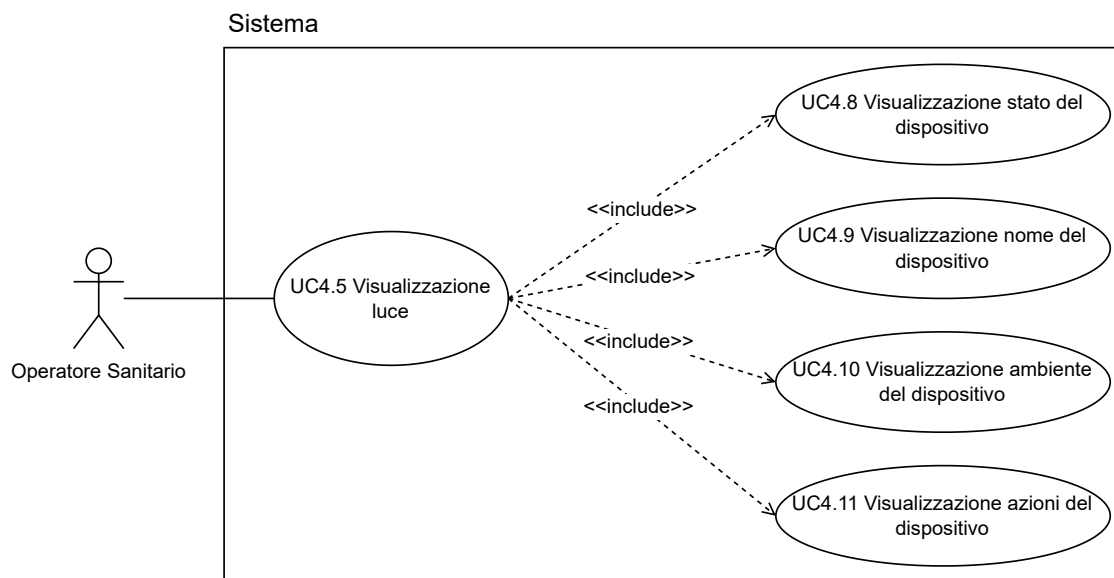 Sistema
UC4.8 Visualizzazione stato del
dispositivo
<<include>>
UC4.9 Visualizzazione nome del
dispositivo
<<include>>
UC4.5 Visualizzazione
luce
Operatore Sanitario
<<include>>
UC4.10 Visualizzazione ambiente
del dispositivo
<<include>>
UC4.11 Visualizzazione azioni del
dispositivo